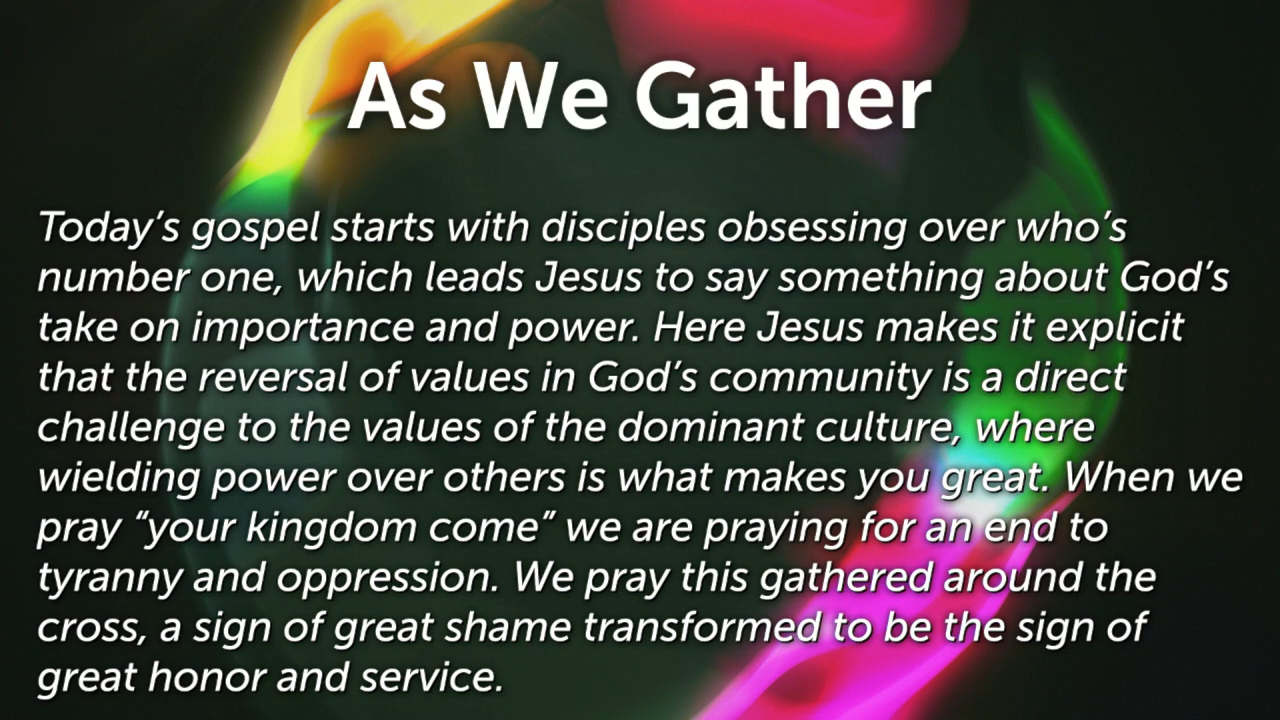 As We Gather
Today’s gospel starts with disciples obsessing over who’s
number one, which leads Jesus to say something about God’s
take on importance and power. Here Jesus makes it explicit
that the reversal of values in God’s community is a direct
challenge to the values of the dominant culture, where
wielding power over others is what makes you great. When we
pray “your kingdom come” we are praying for an end to
tyranny and oppression. We pray this gathered around the
cross, a sign of great shame transformed to be the sign of
great honor and service.